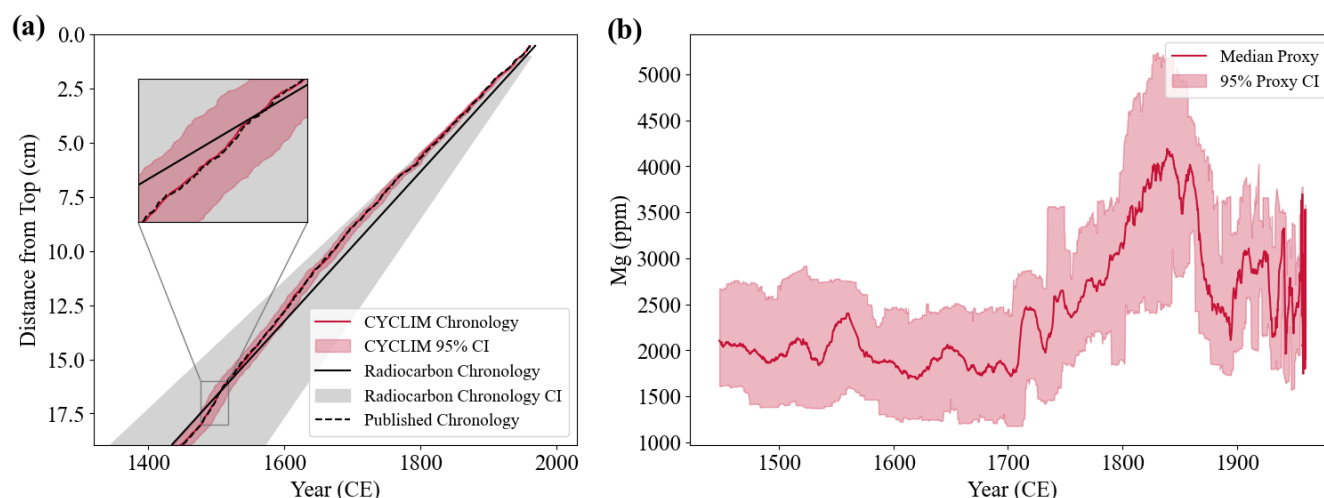 (a)
0.0
2.5
5.0
7.5
10.0
12.5
15.0
17.5
Distance from Top (cm)
1400
1600
1800
2000
Year (CE)
CYCLIM Chronology
CYCLIM 95% CI
Radiocarbon Chronology
Radiocarbon Chronology CI
Published Chronology
(b)
5000
4500
4000
3500
3000
2500
2000
1500
1000
Mg (ppm)
1500
1600
1700
1800
1900
Year (CE)
Median Proxy
95% Proxy CI